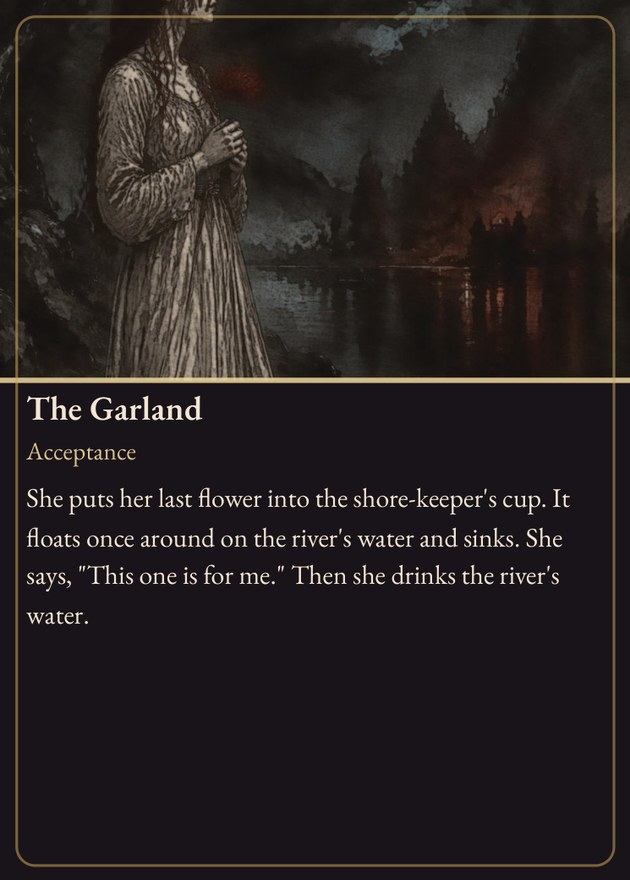 The Garland
Acceptance
She puts her last flower into the shore-keeper's cup. It
floats once around on the river's water and sinks. She
says, "This one is for me." Then she drinks the river's
water.